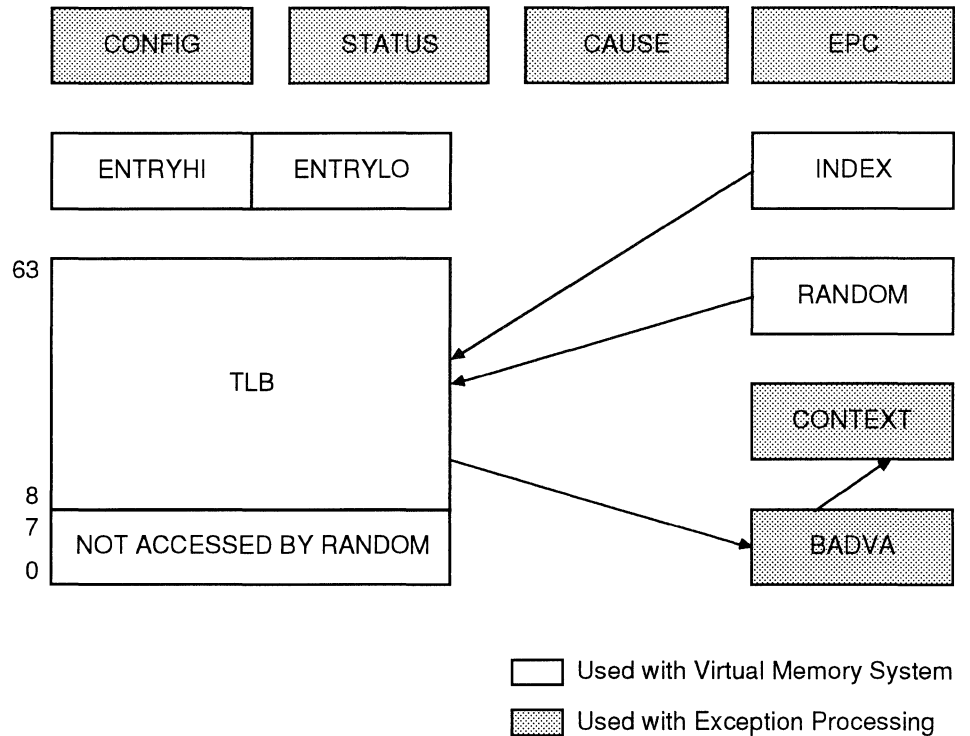 CONFIG
STATUS
CAUSE
EPC
ENTRYHI
ENTRYLO
INDEX
63
RANDOM
TLB
CONTEXT
8
7
NOT ACCESSED BY RANDOM
BADVA
0
Used with Virtual Memory System
Used with Exception Processing